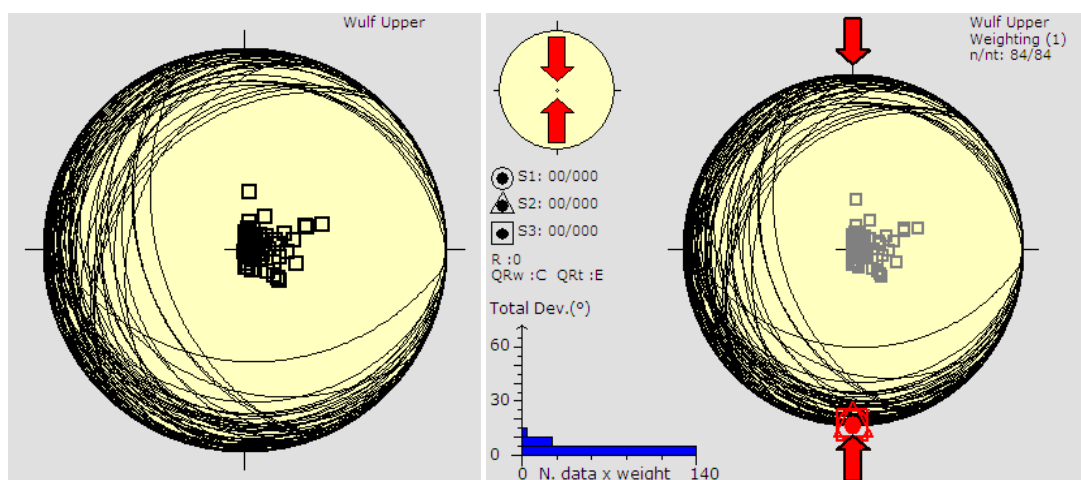 Wulf Upper
Wulf Upper
Weighting (1)
n/nt: 84/84
S1: 00/000
S2: 00/000
S3: 00/000
R :0
QRw :C QRt :E
Total Dev.(°)
60
30
0
0 N. data x weight 140